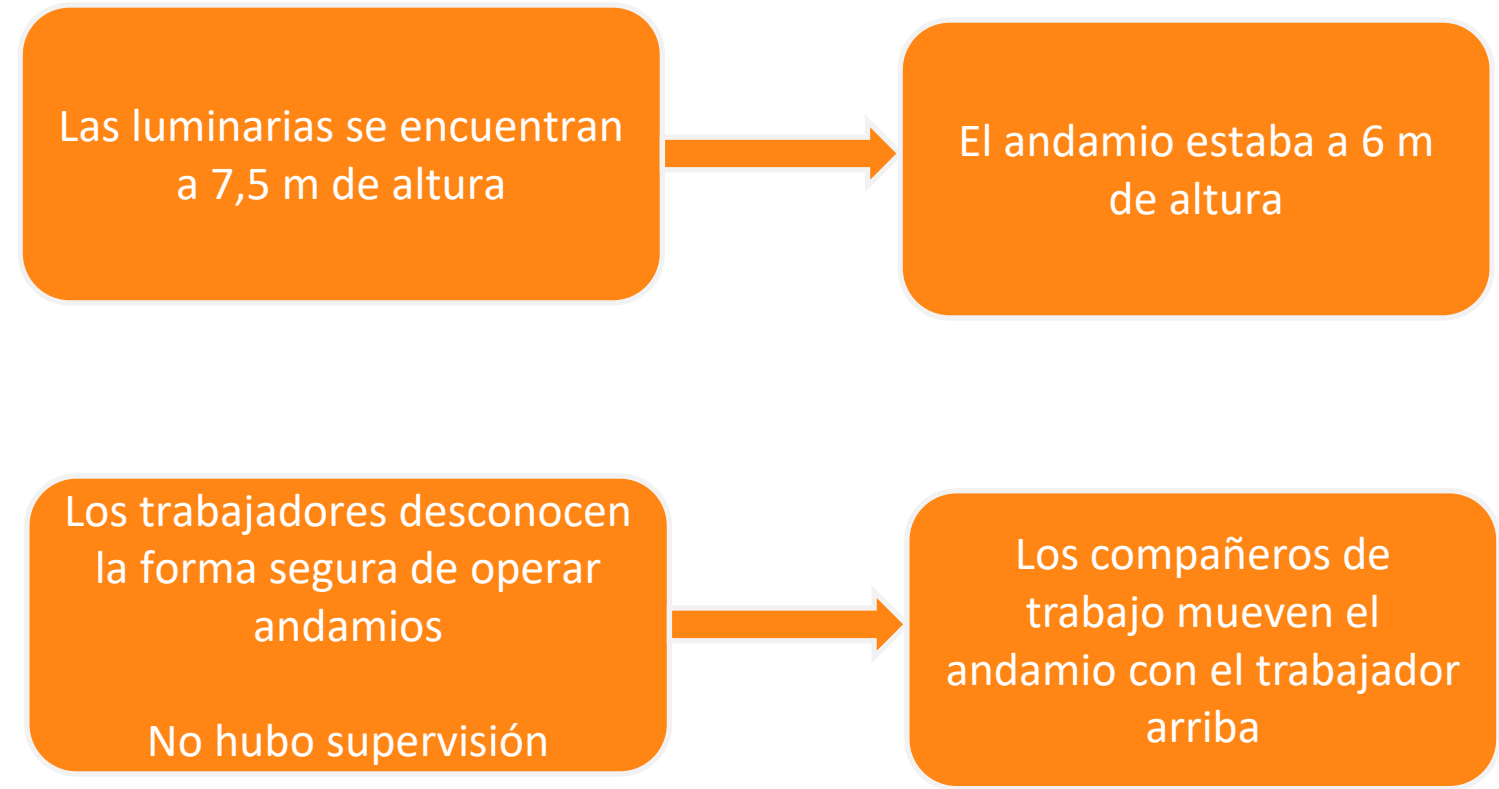 Las luminarias se encuentran
a 7,5 m de altura
El andamio estaba a 6 m
de altura
Los trabajadores desconocen
la forma segura de operar
andamios
No hubo supervisión
Los compañeros de
trabajo mueven el
andamio con el trabajador
arriba